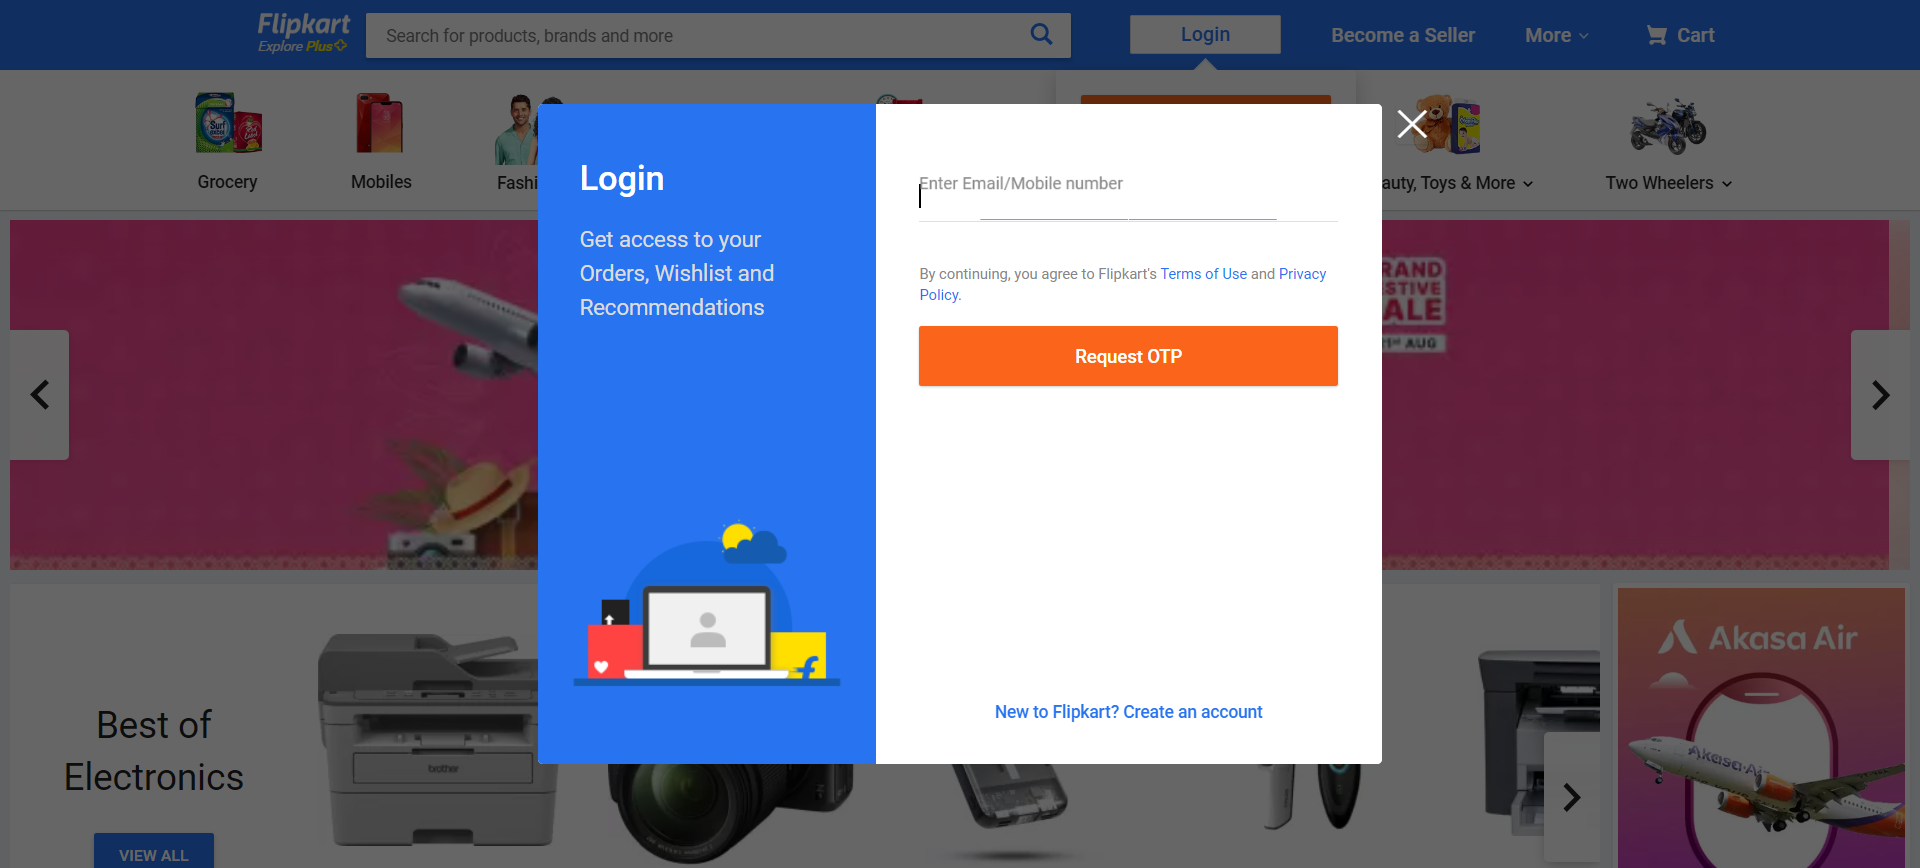 Flipkart
Explore Plus
Search for products, brands and more
Login
Become a Seller
More
Cart
Grocery
Mobiles
Fashi
auty, Toys & More
Two Wheelers
Login
Get access to your
Orders, Wishlist and
Recommendations
Enter Email/Mobile number
By continuing, you agree to Flipkart's Terms of Use and Privacy
Policy.
Request OTP
New to Flipkart? Create an account
RAND
STIVE
ALE
21ST AUG
Best of
Electronics
VIEW ALL
brother
Akasa Air
Akasa Air